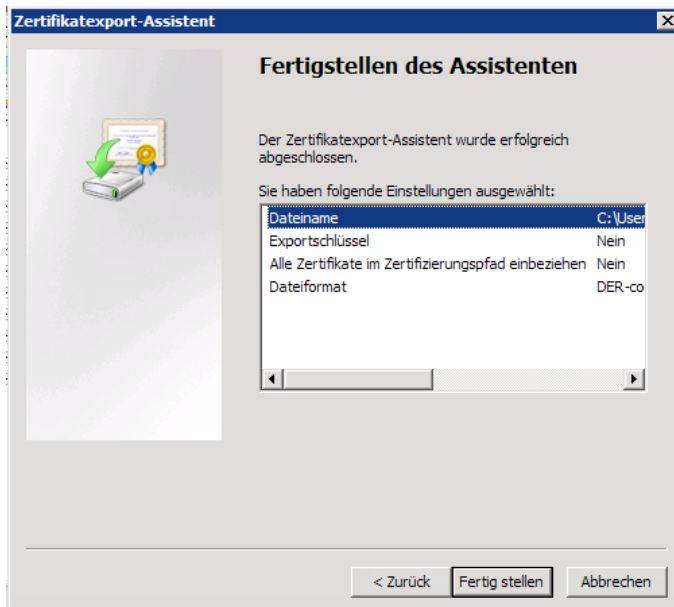 Zertifikatexport-Assistent
Fertigstellen des Assistenten
Der Zertifikatexport-Assistent wurde erfolgreich
abgeschlossen.
Sie haben folgende Einstellungen ausgewählt:
Dateiname C:\User
Exportschlüssel Nein
Alle Zertifikate im Zertifizierungspfad einbeziehen Nein
Dateiformat DER-co
< Zurück Fertig stellen Abbrechen